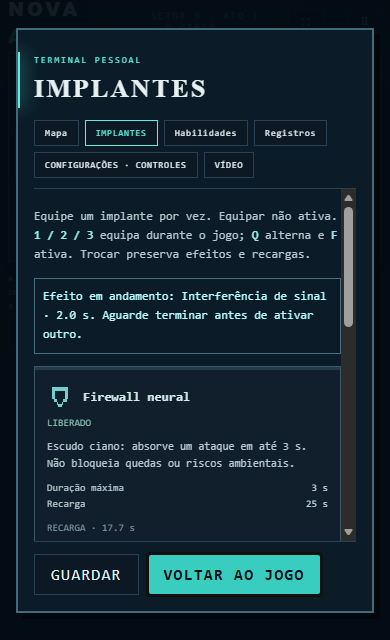 NOVA
TERMINAL PESSOAL
IMPLANTES
Mapa
IMPLANTES
Habilidades
Registros
CONFIGURAÇÕES · CONTROLES
VÍDEO
Equipe um implante por vez. Equipar não ativa.
1 / 2 / 3 equipa durante o jogo; Q alterna e F
ativa. Trocar preserva efeitos e recargas.
Efeito em andamento: Interferência de sinal
· 2.0 s. Aguarde terminar antes de ativar
outro.
Firewall neural
LIBERADO
Escudo ciano: absorve um ataque em até 3 s.
Não bloqueia quedas ou riscos ambientais.
Duração máxima 3 s
Recarga 25 s
RECARGA · 17.7 s
GUARDAR
VOLTAR AO JOGO